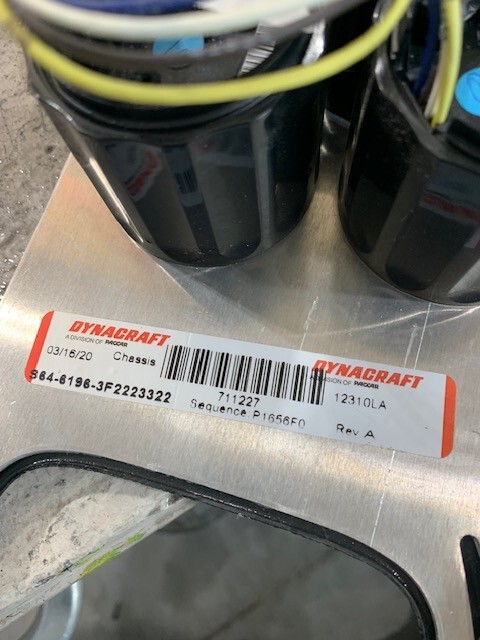 DYNACRAFT
A DIVISION OF PACCAR
03/16/20 Chassis
S64-6196-3F2223322
711227
Sequence: P1656F0
DYNACRAFT
A DIVISION OF PACCAR
12310LA
Rev A